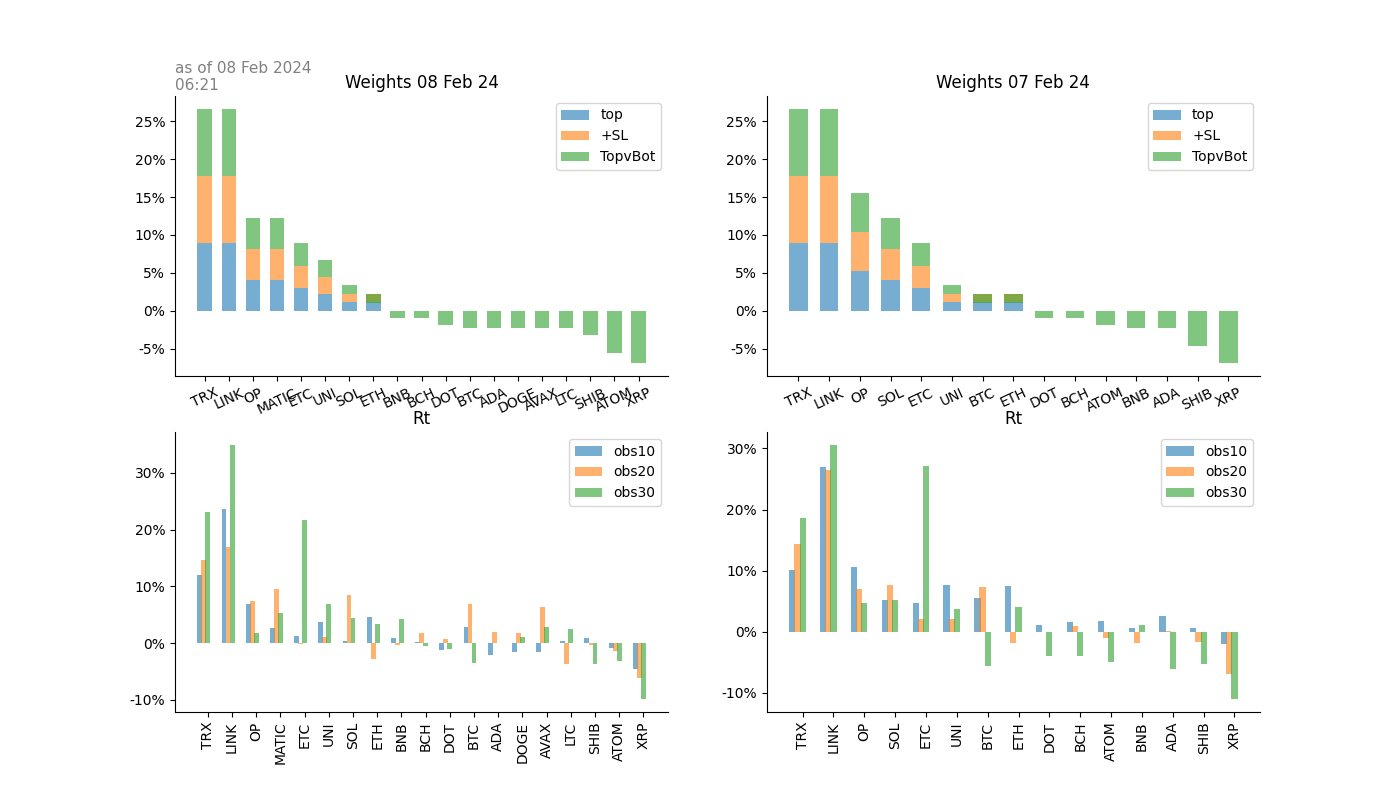 as of 08 Feb 2024
06:21
Weights 08 Feb 24
25%
20%
15%
10%
5%
0%
-5%
top
+SL
TopvBot
TRX LINK OP MATIC ETC UNI SOL ETH BNB BCH DOT BTC ADA DOGE AVAX LTC SHIB ATOM XRP
Weights 07 Feb 24
25%
20%
15%
10%
5%
0%
-5%
top
+SL
TopvBot
TRX LINK OP SOL ETC UNI BTC ETH DOT BCH ATOM BNB ADA SHIB XRP
Rt
30%
20%
10%
0%
-10%
obs10
obs20
obs30
TRX LINK OP MATIC ETC UNI SOL ETH BNB BCH DOT BTC ADA DOGE AVAX LTC SHIB ATOM XRP
Rt
30%
20%
10%
0%
-10%
obs10
obs20
obs30
TRX LINK OP SOL ETC UNI BTC ETH DOT BCH ATOM BNB ADA SHIB XRP